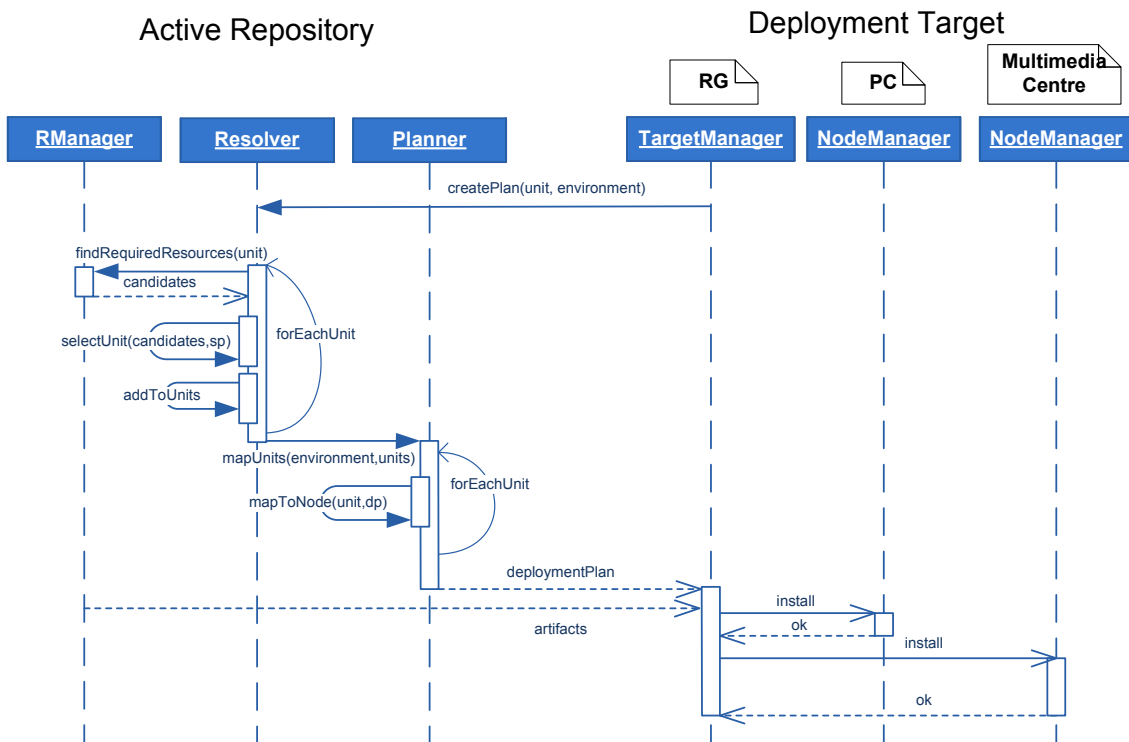 Active Repository
Deployment Target
RG
PC
Multimedia
Centre
RManager
Resolver
Planner
TargetManager
NodeManager
NodeManager
createPlan(unit, environment)
findRequiredResources(unit)
candidates
selectUnit(candidates,sp)
forEachUnit
addToUnits
mapUnits(environment,units)
forEachUnit
mapToNode(unit,dp)
deploymentPlan
install
artifacts
ok
install
ok